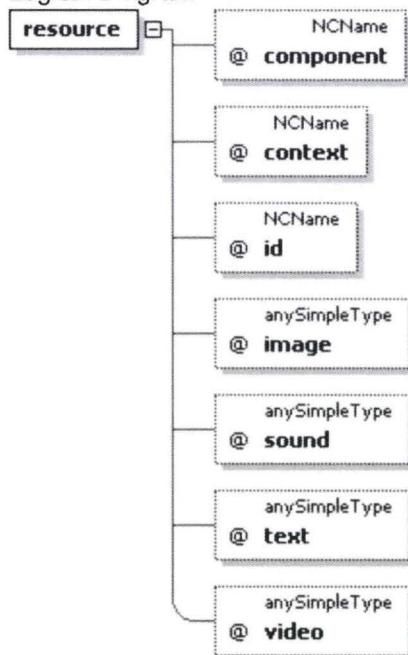 resource
NCName
@ component
NCName
@ context
NCName
@ id
anySimpleType
@ image
anySimpleType
@ sound
anySimpleType
@ text
anySimpleType
@ video